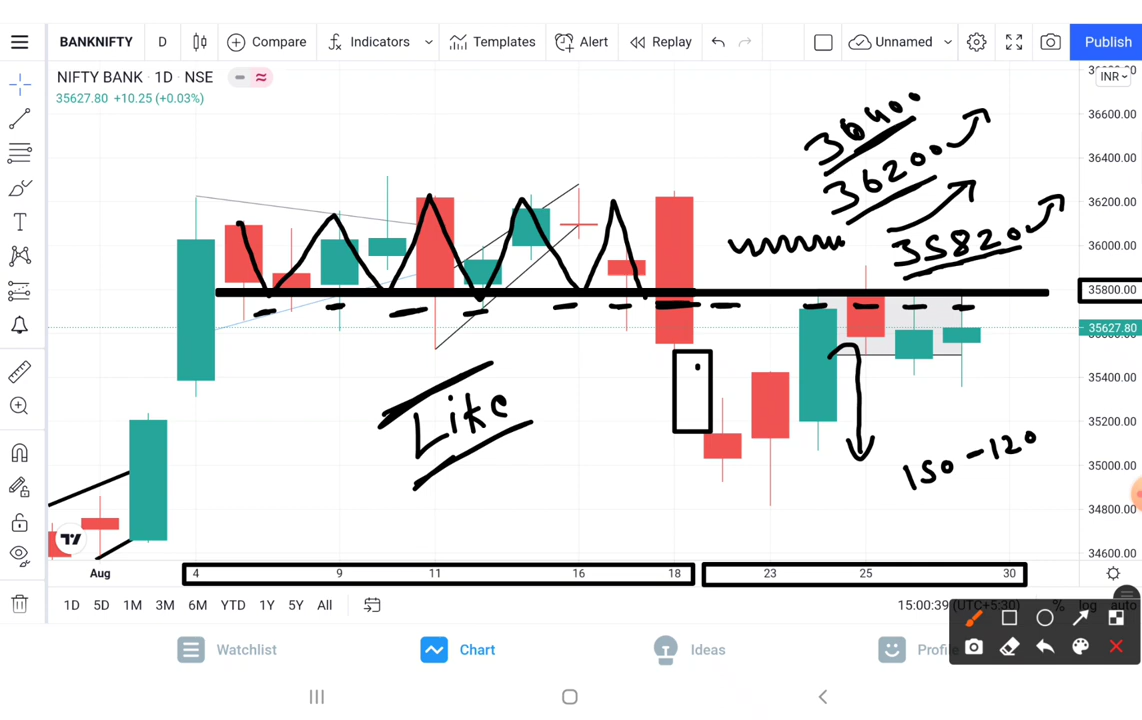 BANKNIFTY D Compare Indicators Templates Alert Replay Unnamed Publish
NIFTY BANK · 1D · NSE
35627.80 +10.25 (+0.03%)
INR
36600.00
36400.00
36200.00
36000.00
35800.00
35627.80
35400.00
35200.00
35000.00
34800.00
34600.00
36400
36200
35820
Like
150-120
Aug 4 9 11 16 18 23 25 30
1D 5D 1M 3M 6M YTD 1Y 5Y All 15:00:39 (UTC+5:30) % log auto
Watchlist Chart Ideas